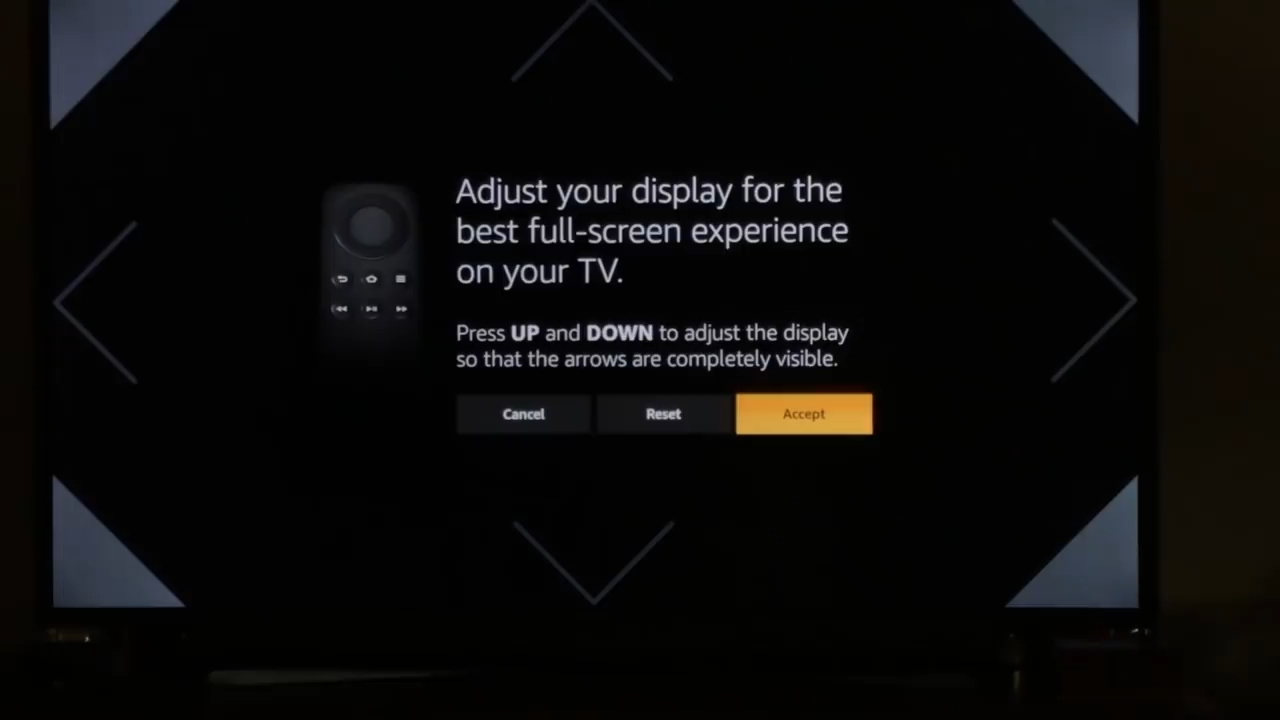 Adjust your display for the
best full-screen experience
on your TV.
Press UP and DOWN to adjust the display
so that the arrows are completely visible.
Cancel
Reset
Accept